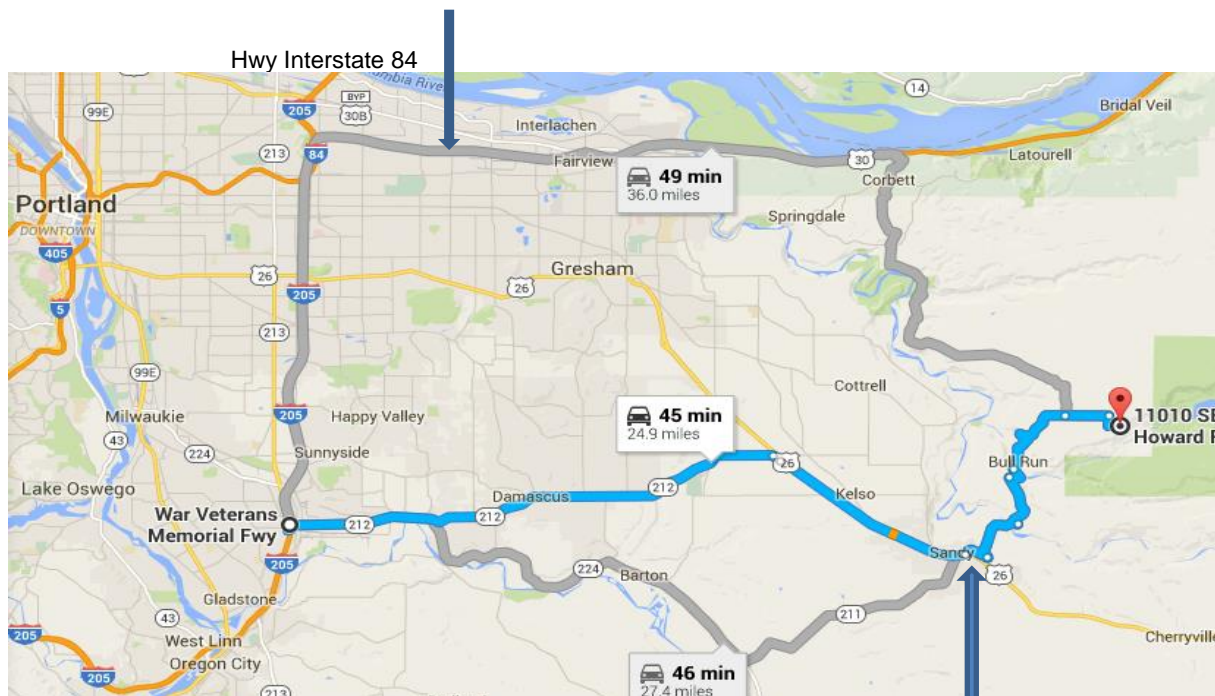 Hwy Interstate 84
99E
205
BYP
30B
14
Bridal Veil
Interlachen
213
84
Fairview
30
Latourell
Corbett
49 min
36.0 miles
Portland
DOWNTOWN
Springdale
405
26
Gresham
26
205
5
213
99E
Cottrell
Milwaukie
205
Happy Valley
45 min
24.9 miles
11010 SE
43
224
Sunnyside
26
Bull Run
Lake Oswego
Damascus
212
Kelso
War Veterans
Memorial Fwy
212
212
205
Sandy
26
224
Barton
Gladstone
43
211
205
West Linn
Oregon City
Cherryville
46 min
27.4 miles
205
213